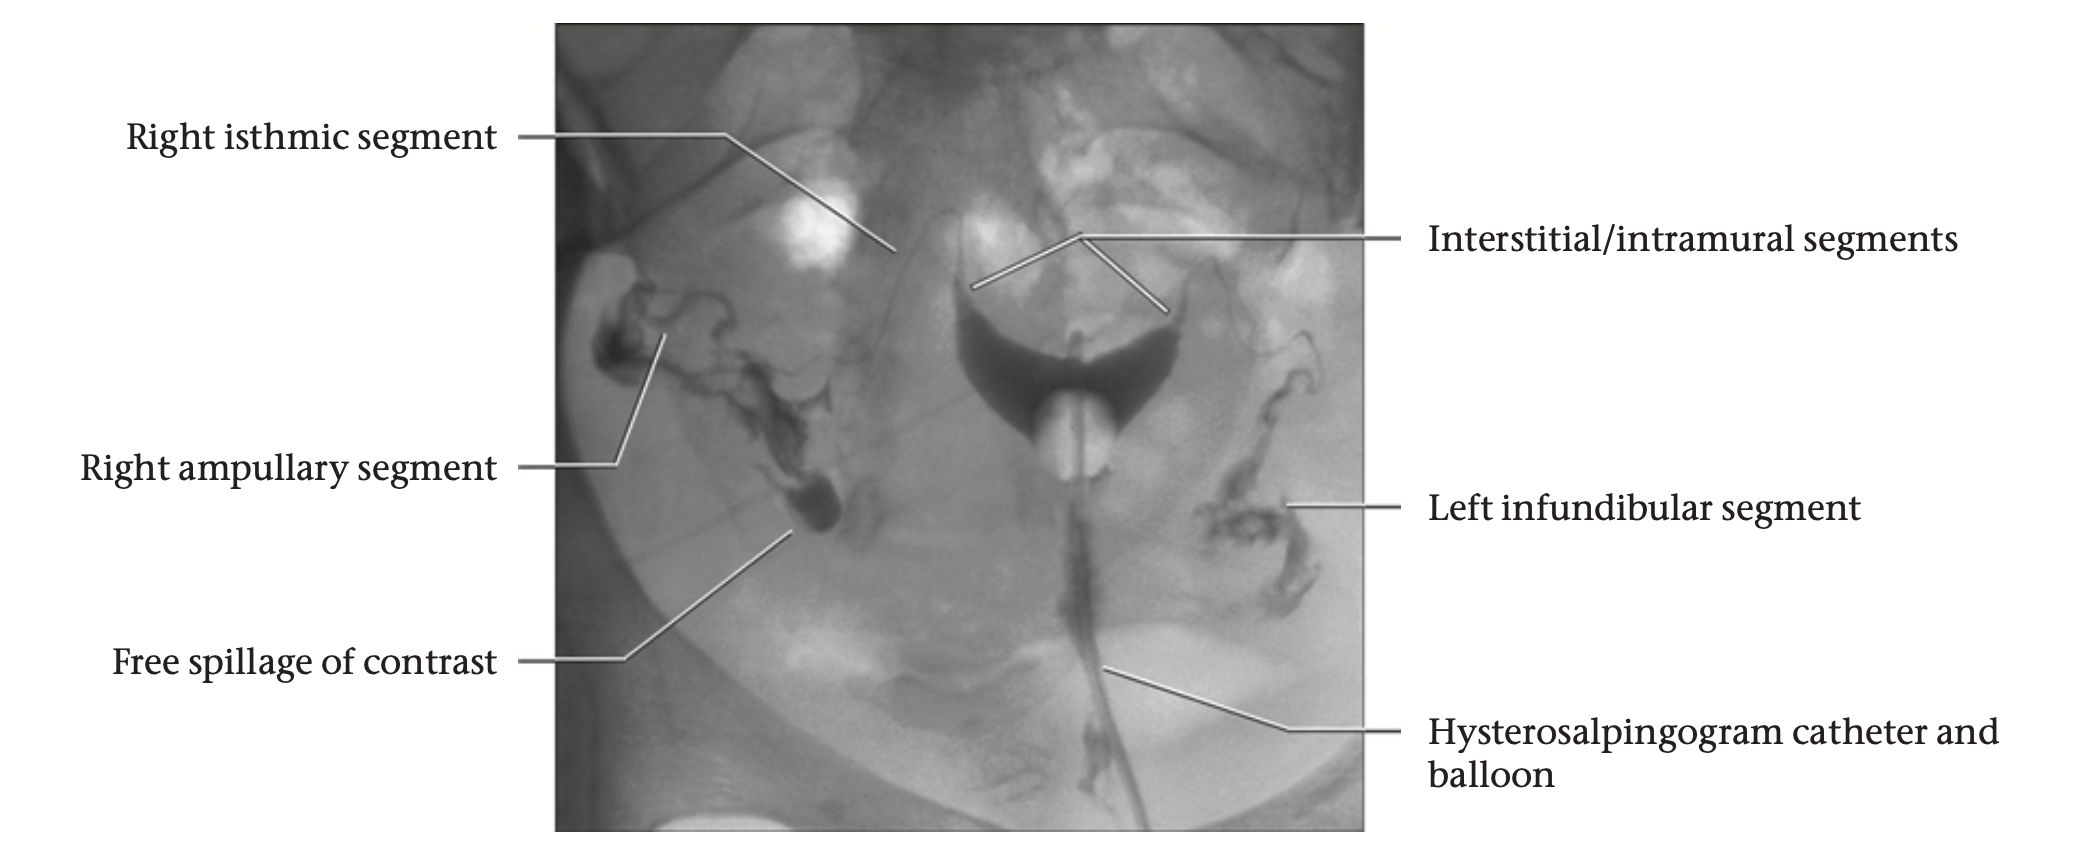 Right isthmic segment
Right ampullary segment
Free spillage of contrast
Interstitial/intramural segments
Left infundibular segment
Hysterosalpingogram catheter and
balloon